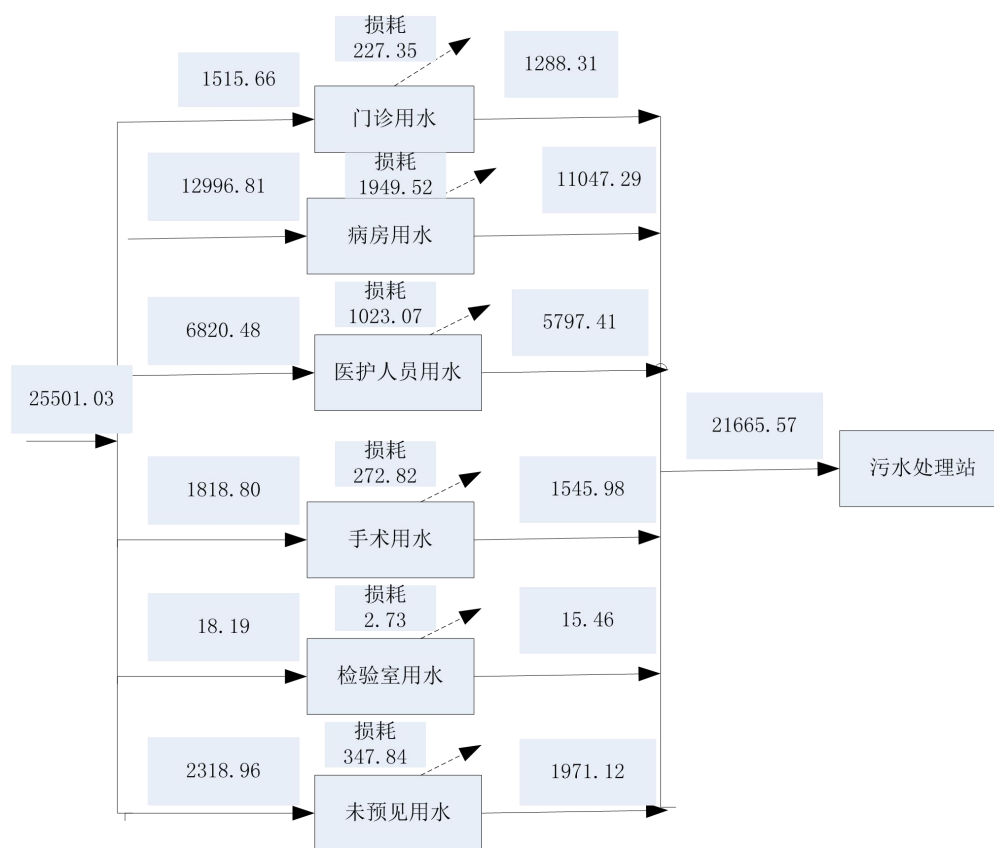 损耗
227.35
1515.66
1288.31
门诊用水
损耗
1949.52
12996.81
11047.29
病房用水
损耗
1023.07
6820.48
5797.41
医护人员用水
25501.03
损耗
272.82
1818.80
1545.98
手术用水
21665.57
污水处理站
损耗
2.73
18.19
15.46
检验室用水
损耗
347.84
2318.96
1971.12
未预见用水